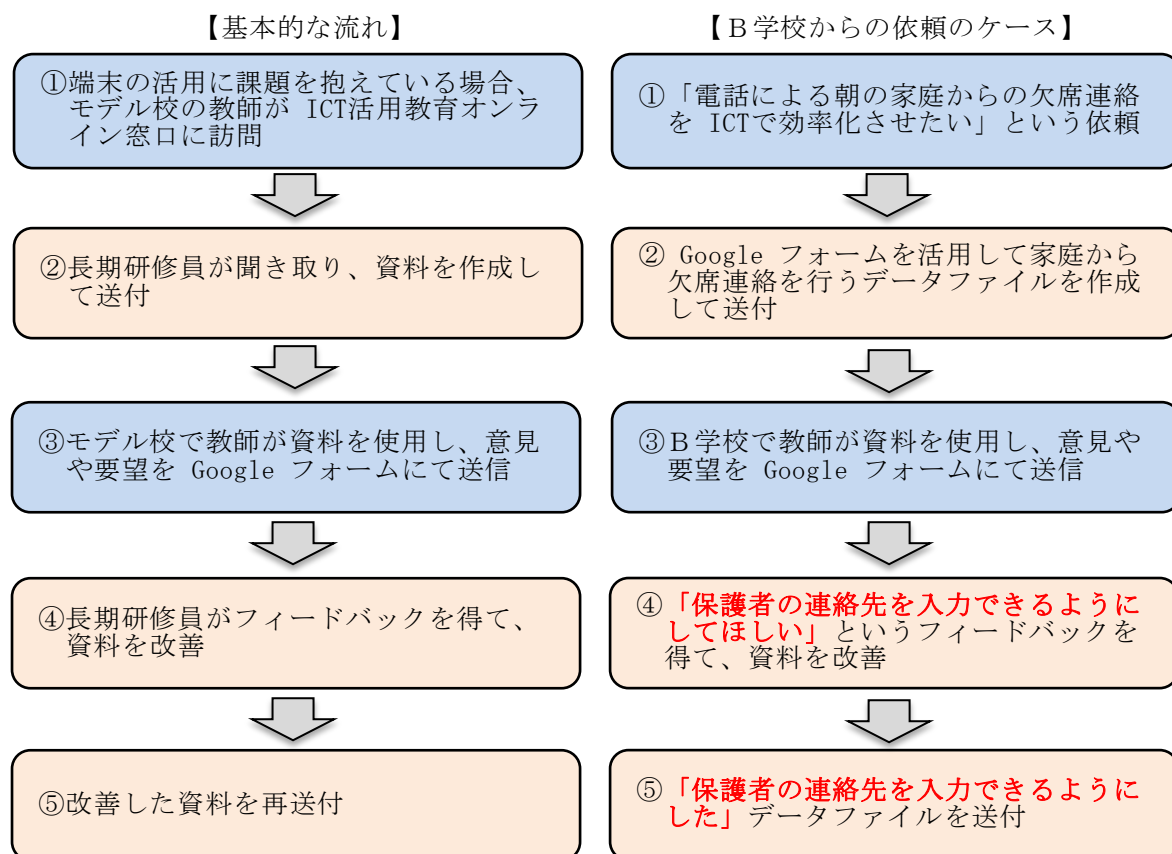 【基本的な流れ】
①端末の活用に課題を抱えている場合、
モデル校の教師が ICT活用教育オンラ
イン窓口に訪問
②長期研修員が聞き取り、資料を作成し
て送付
③モデル校で教師が資料を使用し、意見
や要望を Google フォームにて送信
④長期研修員がフィードバックを得て、
資料を改善
⑤改善した資料を再送付
【Ｂ学校からの依頼のケース】
①「電話による朝の家庭からの欠席連絡
を ICTで効率化させたい」という依頼
② Google フォームを活用して家庭から
欠席連絡を行うデータファイルを作成
して送付
③Ｂ学校で教師が資料を使用し、意見や
要望を Google フォームにて送信
④「保護者の連絡先を入力できるように
してほしい」というフィードバックを
得て、資料を改善
⑤「保護者の連絡先を入力できるように
した」データファイルを送付